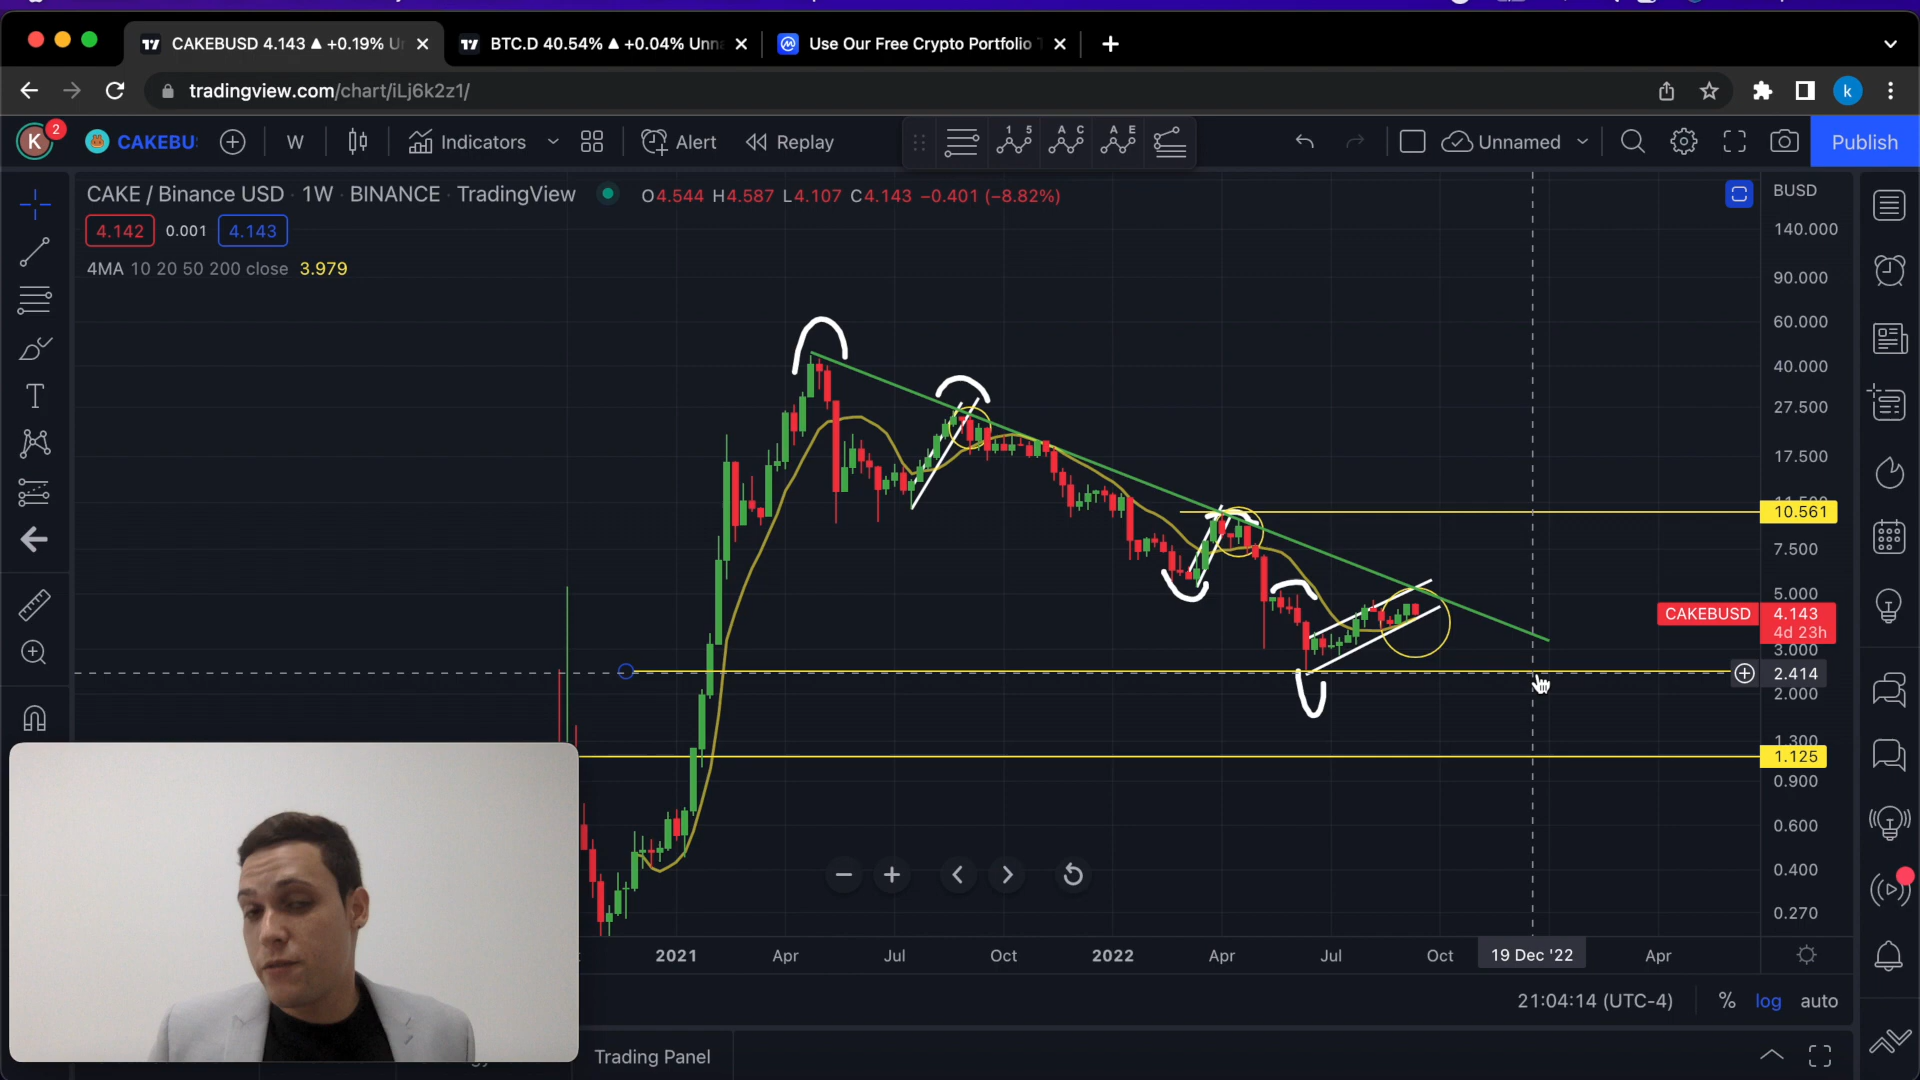 CAKEBUSD 4.143 ▲ +0.19% Un
BTC.D 40.54% ▲ +0.04% Unna
Use Our Free Crypto Portfolio T
tradingview.com/chart/iLj6k2z1/
k
K
2
CAKEBU
W
Indicators
Alert
Replay
1 5
A C
A E
Unnamed
Publish
CAKE / Binance USD · 1W · BINANCE · TradingView
O4.544 H4.587 L4.107 C4.143 −0.401 (−8.82%)
BUSD
4.142
0.001
4.143
4MA 10 20 50 200 close 3.979
140.000
90.000
60.000
40.000
27.500
17.500
10.561
7.500
5.000
CAKEBUSD
4.143
4d 23h
3.000
2.414
2.000
1.300
1.125
0.900
0.600
0.400
0.270
2021
Apr
Jul
Oct
2022
Apr
Jul
Oct
19 Dec '22
Apr
21:04:14 (UTC-4)
%
log
auto
Trading Panel